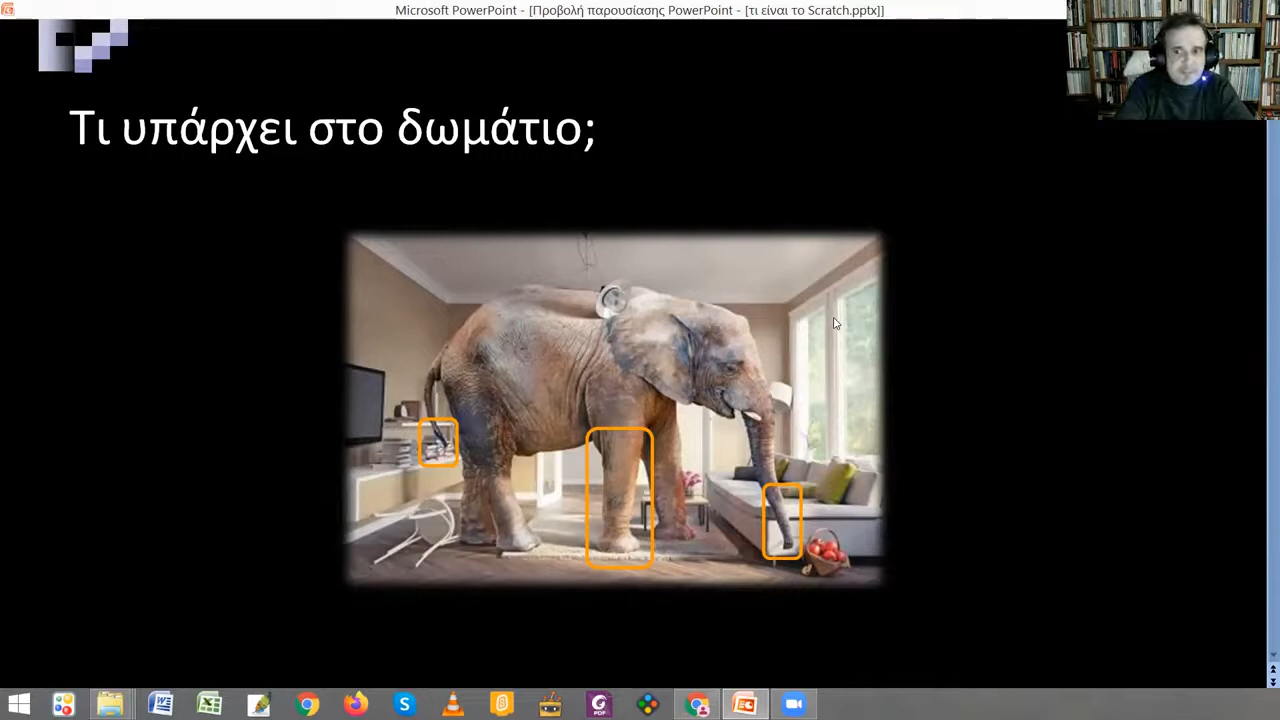 Microsoft PowerPoint - [Προβολή παρουσίασης PowerPoint - [τι είναι το Scratch.pptx]]
Τι υπάρχει στο δωμάτιο;